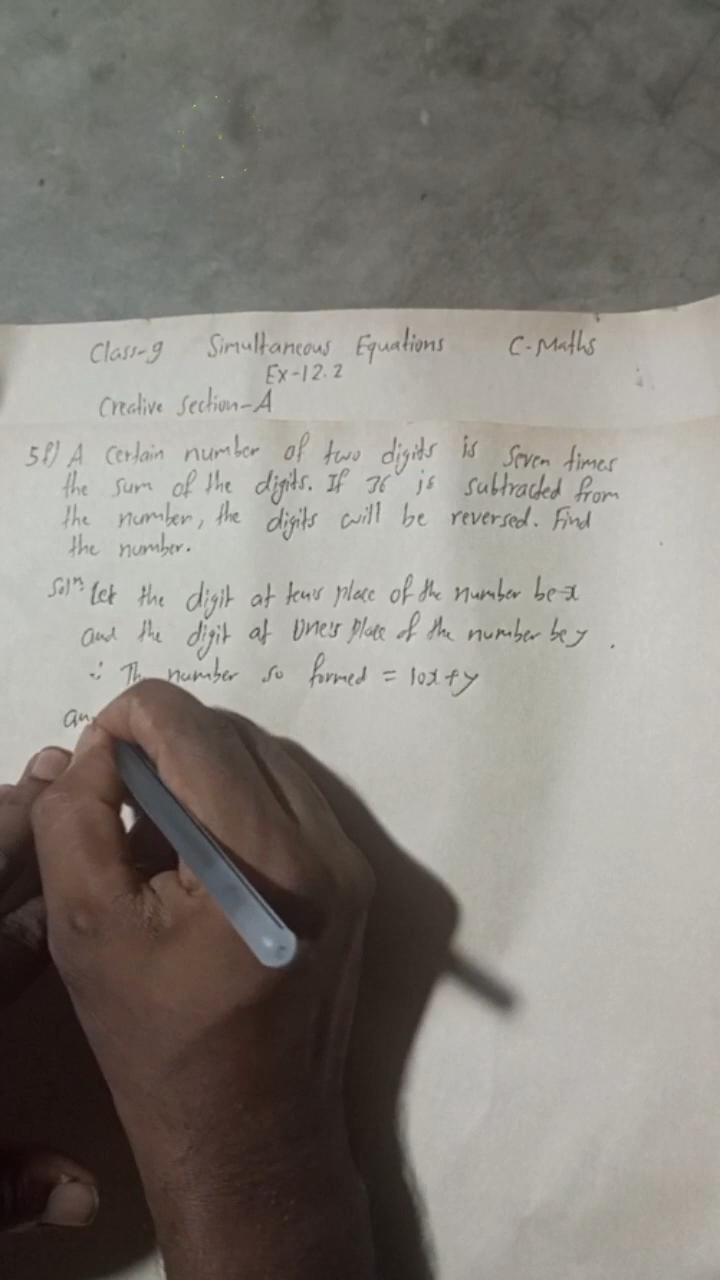 Class-9 Simultaneous Equations C-Maths
Ex-12.2
Creative section-A
5f) A certain number of two digits is seven times
the sum of the digits. If 36 is subtracted from
the number, the digits will be reversed. Find
the number.
Solⁿ: Let the digit at ten's place of the number be x
and the digit at one's place of the number be y.
∴ The number so formed = 10x+y